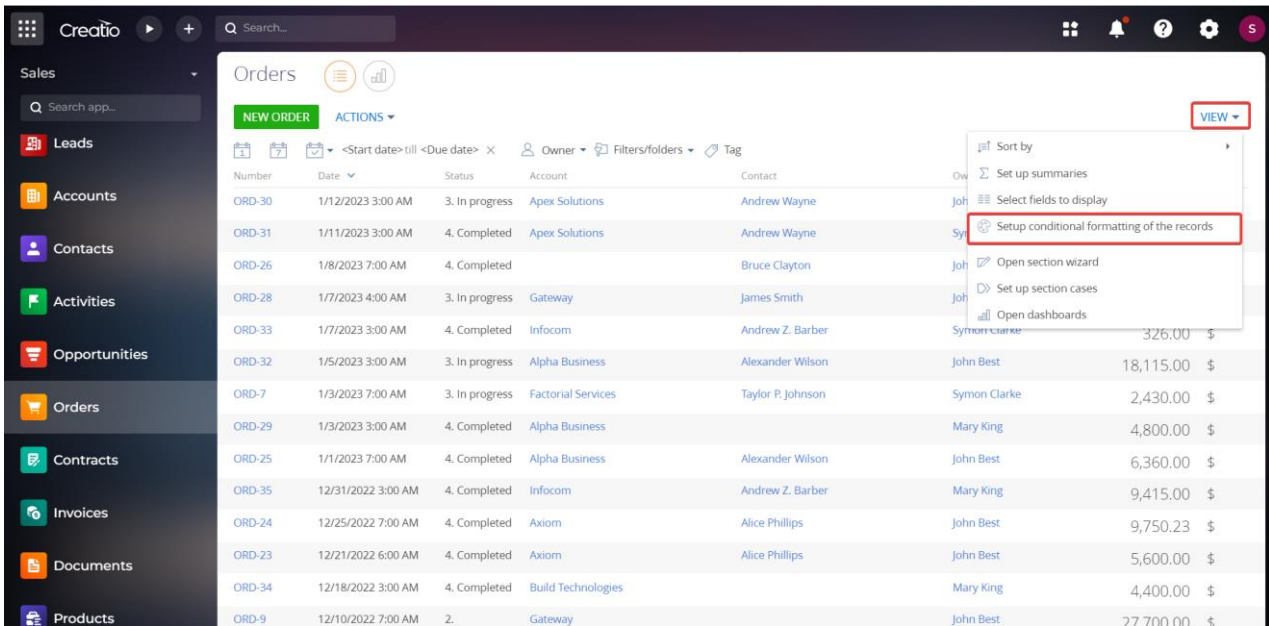 Creatio
Search...
S
Sales
Search app...
Leads
Accounts
Contacts
Activities
Opportunities
Orders
Contracts
Invoices
Documents
Products
Orders
NEW ORDER ACTIONS
VIEW
1 7 <Start date> till <Due date> Owner Filters/folders Tag
Sort by
Set up summaries
Select fields to display
Setup conditional formatting of the records
Open section wizard
Set up section cases
Open dashboards
Number Date Status Account Contact Ow
ORD-30 1/12/2023 3:00 AM 3. In progress Apex Solutions Andrew Wayne Joh
ORD-31 1/11/2023 3:00 AM 4. Completed Apex Solutions Andrew Wayne Syr
ORD-26 1/8/2023 7:00 AM 4. Completed Bruce Clayton Joh
ORD-28 1/7/2023 4:00 AM 3. In progress Gateway James Smith Joh
ORD-33 1/7/2023 3:00 AM 4. Completed Infocom Andrew Z. Barber Symon Clarke 326.00 $
ORD-32 1/5/2023 3:00 AM 3. In progress Alpha Business Alexander Wilson John Best 18,115.00 $
ORD-7 1/3/2023 7:00 AM 3. In progress Factorial Services Taylor P. Johnson Symon Clarke 2,430.00 $
ORD-29 1/3/2023 3:00 AM 4. Completed Alpha Business Mary King 4,800.00 $
ORD-25 1/1/2023 7:00 AM 4. Completed Alpha Business Alexander Wilson John Best 6,360.00 $
ORD-35 12/31/2022 3:00 AM 4. Completed Infocom Andrew Z. Barber Mary King 9,415.00 $
ORD-24 12/25/2022 7:00 AM 4. Completed Axiom Alice Phillips John Best 9,750.23 $
ORD-23 12/21/2022 6:00 AM 4. Completed Axiom Alice Phillips John Best 5,600.00 $
ORD-34 12/18/2022 3:00 AM 4. Completed Build Technologies Mary King 4,400.00 $
ORD-9 12/10/2022 7:00 AM 2. Gateway John Best 27,700.00 $